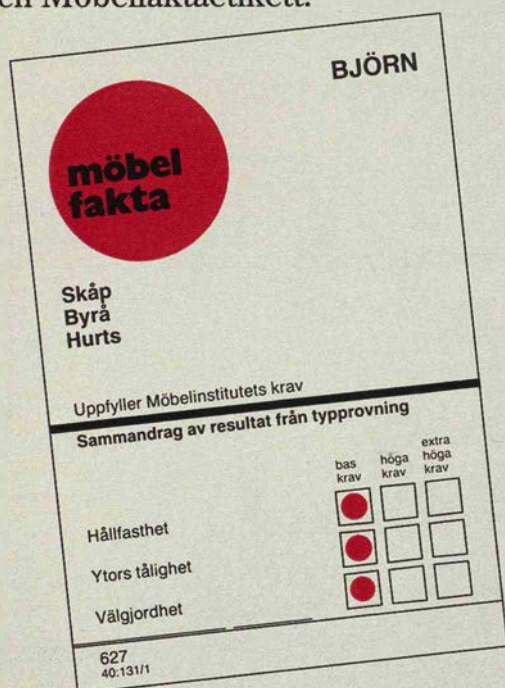 en Möbelfaktaetikett.
BJÖRN
möbel
fakta
Skåp
Byrå
Hurts
Uppfyller Möbelinstitutets krav
Sammandrag av resultat från typprovning
bas
krav
höga
krav
extra
höga
krav
Hållfasthet
Ytors tålighet
Välgjordhet
627
40:131/1